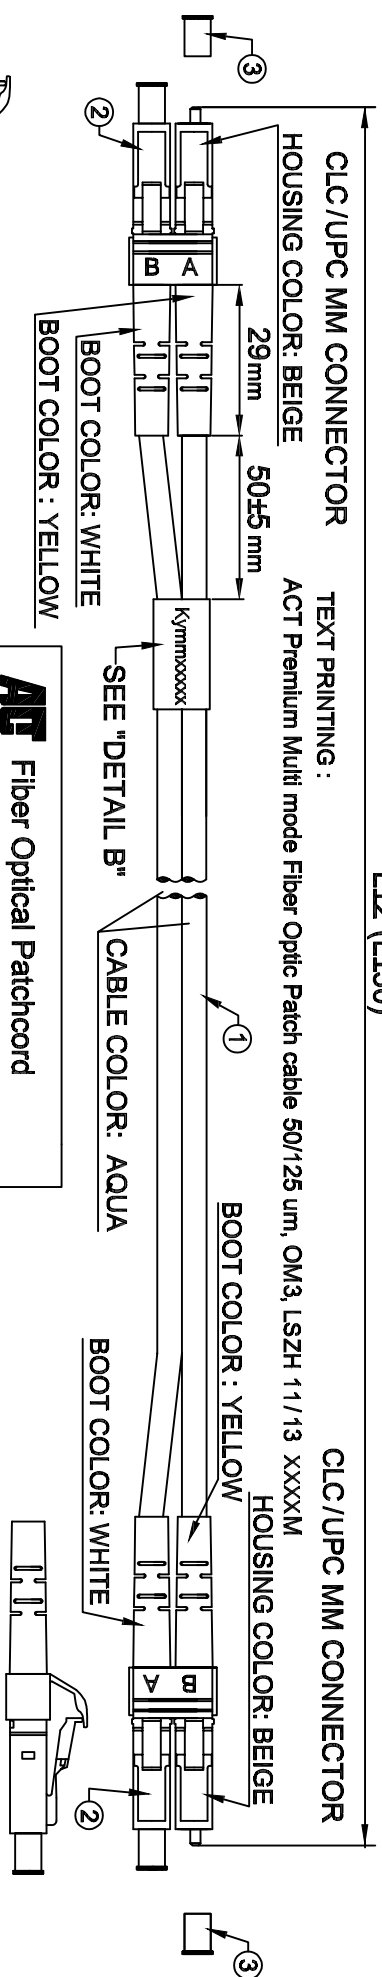 CLC/UPC MM CONNECTOR
HOUSING COLOR: BEIGE
3
2
B A
29 mm
50±5 mm
BOOT COLOR: WHITE
BOOT COLOR : YELLOW
TEXT PRINTING :
ACT Premium Multi mode Fiber Optic Patch cable 50/125 um, OM3, LSZH 11/13 XXXXM
Kymmxxxxx
SEE "DETAIL B"
1
CABLE COLOR: AQUA
CLC/UPC MM CONNECTOR
HOUSING COLOR: BEIGE
BOOT COLOR : YELLOW
BOOT COLOR: WHITE
A B
2
3
Fiber Optical Patchcord